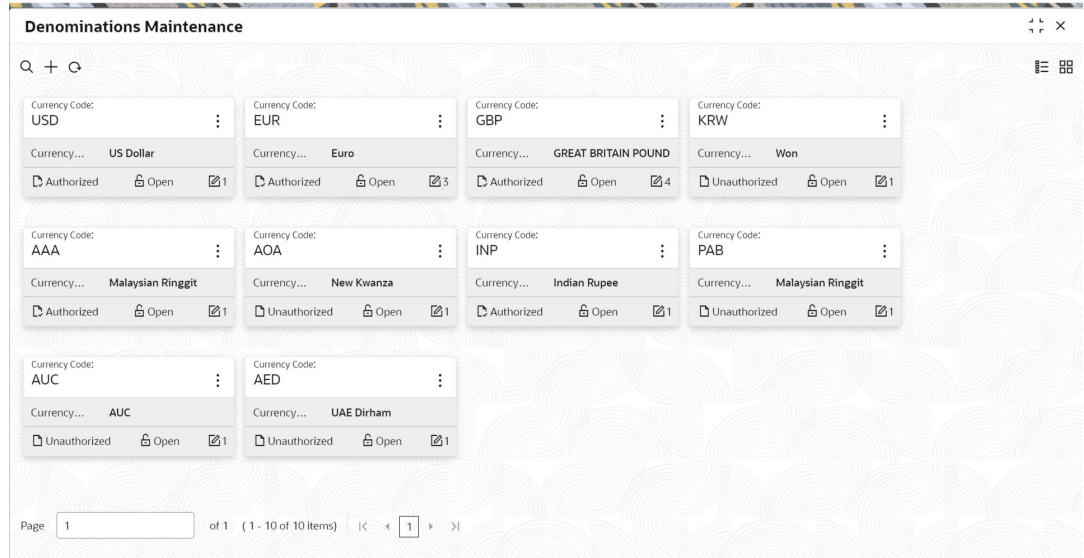 Denominations Maintenance
Currency Code: Currency Code: Currency Code: Currency Code:
USD EUR GBP KRW
Currency... US Dollar Currency... Euro Currency... GREAT BRITAIN POUND Currency... Won
Authorized Open 1 Authorized Open 3 Authorized Open 4 Unauthorized Open 1
Currency Code: Currency Code: Currency Code: Currency Code:
AAA AOA INP PAB
Currency... Malaysian Ringgit Currency... New Kwanza Currency... Indian Rupee Currency... Malaysian Ringgit
Authorized Open 1 Unauthorized Open 1 Authorized Open 1 Unauthorized Open 1
Currency Code: Currency Code:
AUC AED
Currency... AUC Currency... UAE Dirham
Unauthorized Open 1 Unauthorized Open 1
Page 1 of 1 ( 1 - 10 of 10 items) 1